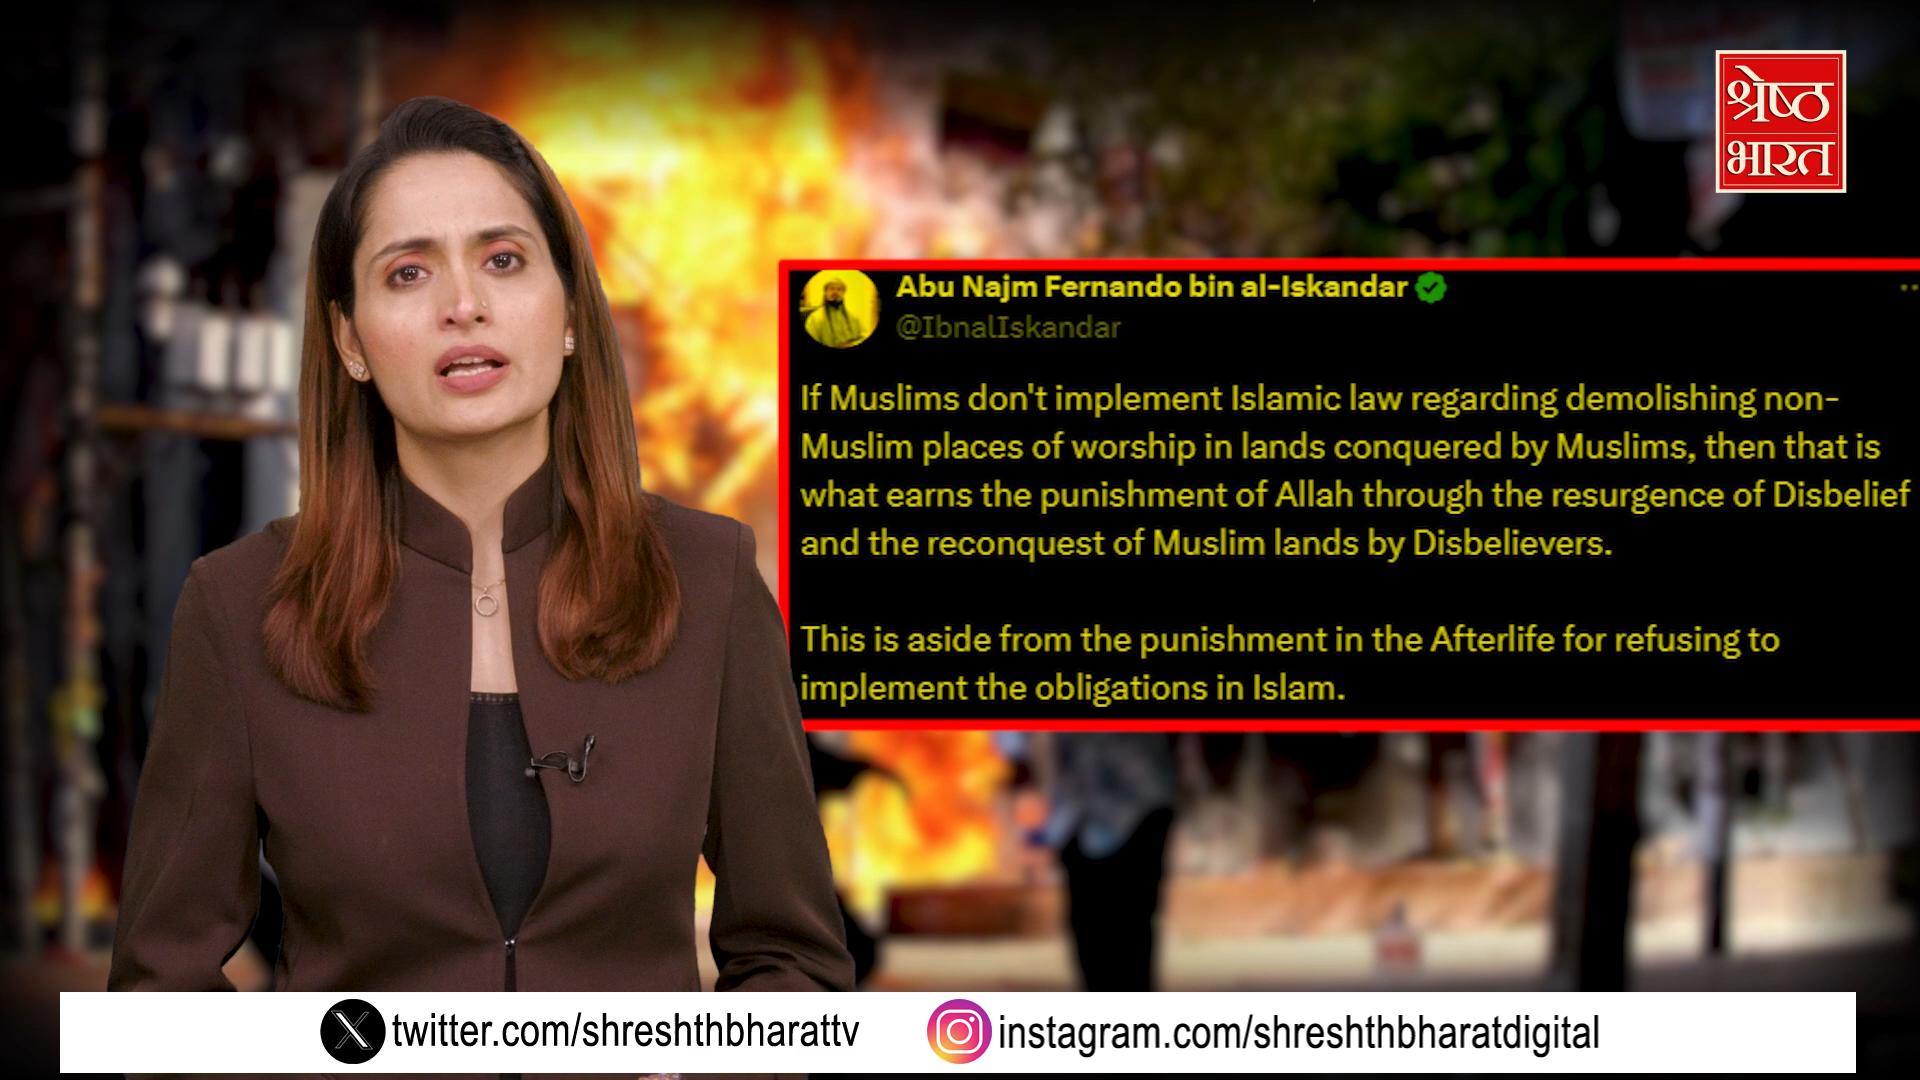 श्रेष्ठ
भारत
Abu Najm Fernando bin al-Iskandar
@IbnalIskandar
If Muslims don't implement Islamic law regarding demolishing non-
Muslim places of worship in lands conquered by Muslims, then that is
what earns the punishment of Allah through the resurgence of Disbelief
and the reconquest of Muslim lands by Disbelievers.
This is aside from the punishment in the Afterlife for refusing to
implement the obligations in Islam.
twitter.com/shreshthbharattv
instagram.com/shreshthbharatdigital